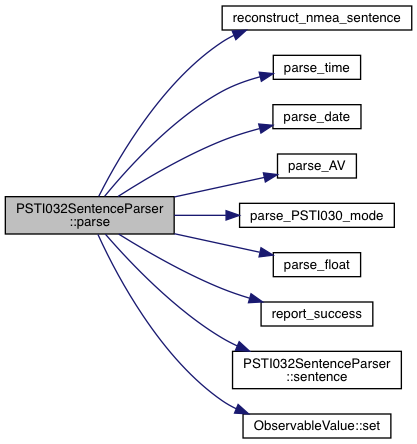 reconstruct_nmea_sentence
parse_time
parse_date
parse_AV
PSTI032SentenceParser
::parse
parse_PSTI030_mode
parse_float
report_success
PSTI032SentenceParser
::sentence
ObservableValue::set